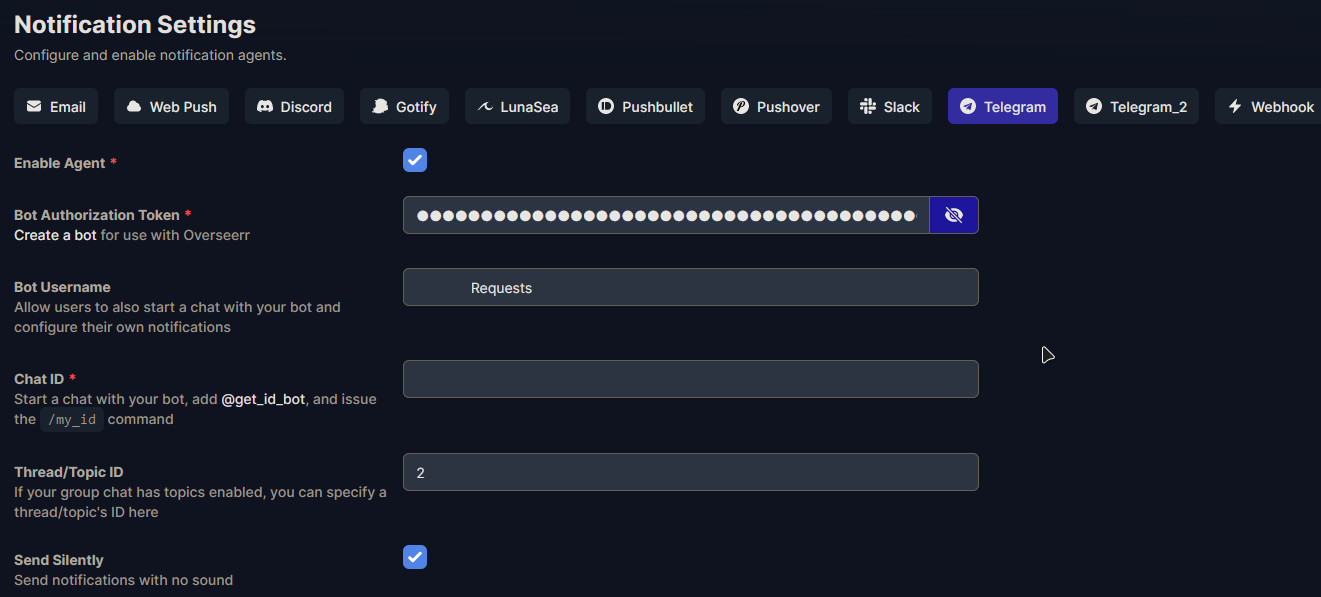 Notification Settings
Configure and enable notification agents.
Email Web Push Discord Gotify LunaSea Pushbullet Pushover Slack Telegram Telegram_2 Webhook
Enable Agent *
Bot Authorization Token *
Create a bot for use with Overseerr
Bot Username
Requests
Allow users to also start a chat with your bot and
configure their own notifications
Chat ID *
Start a chat with your bot, add @get_id_bot, and issue
the /my_id command
Thread/Topic ID
2
If your group chat has topics enabled, you can specify a
thread/topic's ID here
Send Silently
Send notifications with no sound